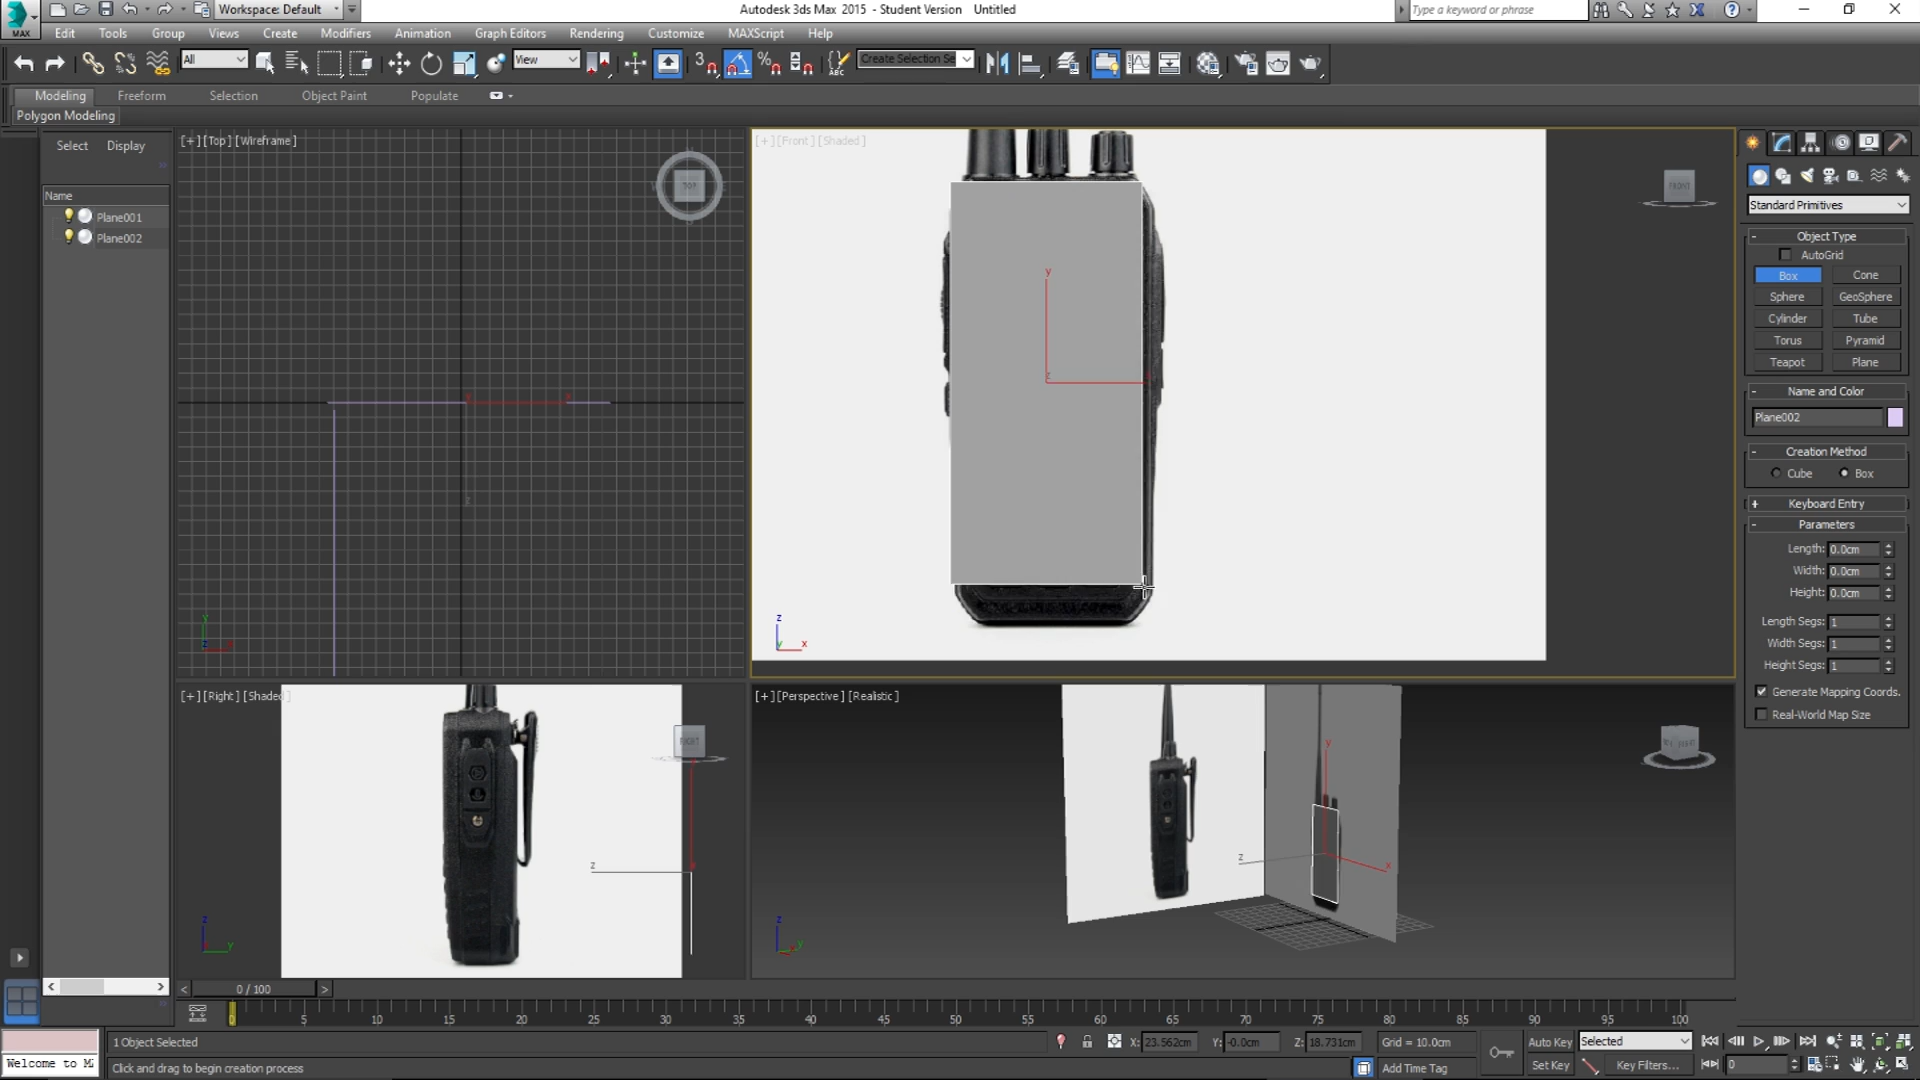 MAX
Workspace: Default
Autodesk 3ds Max 2015 - Student Version Untitled
Type a keyword or phrase
Edit Tools Group Views Create Modifiers Animation Graph Editors Rendering Customize MAXScript Help
All View Create Selection Se
Modeling Freeform Selection Object Paint Populate
Polygon Modeling
Select Display
Name
Plane001
Plane002
[+][Top][Wireframe]
TOP
[+][Front][Shaded]
FRONT
[+][Right][Shaded]
RIGHT
[+][Perspective][Realistic]
Standard Primitives
- Object Type
AutoGrid
Box Cone
Sphere GeoSphere
Cylinder Tube
Torus Pyramid
Teapot Plane
- Name and Color
Plane002
- Creation Method
Cube Box
+ Keyboard Entry
- Parameters
Length: 0.0cm
Width: 0.0cm
Height: 0.0cm
Length Segs: 1
Width Segs: 1
Height Segs: 1
Generate Mapping Coords.
Real-World Map Size
< 0 / 100 >
0 5 10 15 20 25 30 35 40 45 50 55 60 65 70 75 80 85 90 95 100
1 Object Selected
X: 23.562cm Y: -0.0cm Z: 18.731cm Grid = 10.0cm
Auto Key Selected
Welcome to M
Click and drag to begin creation process
Add Time Tag
Set Key Key Filters... 0